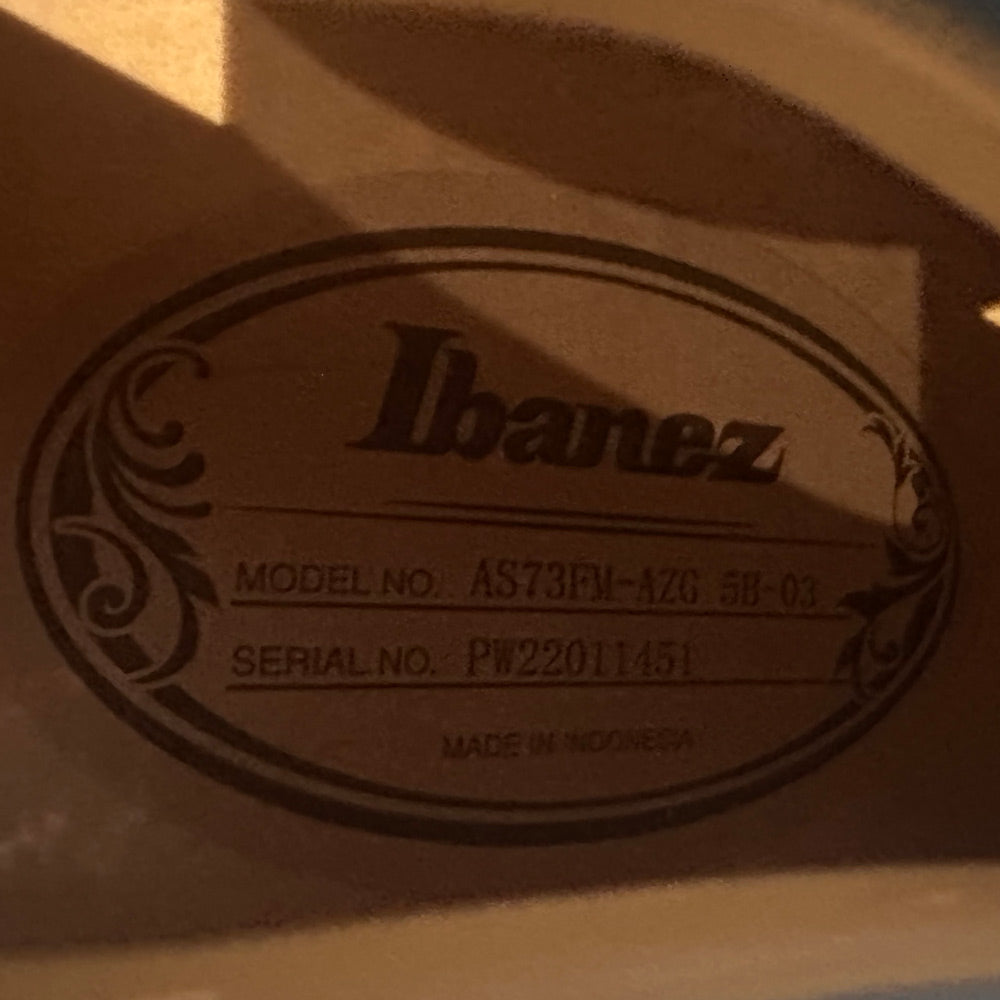 Ibanez
MODEL NO. AS73FM-AZG 5B-03
SERIAL NO. PW22011451
MADE IN INDONESIA